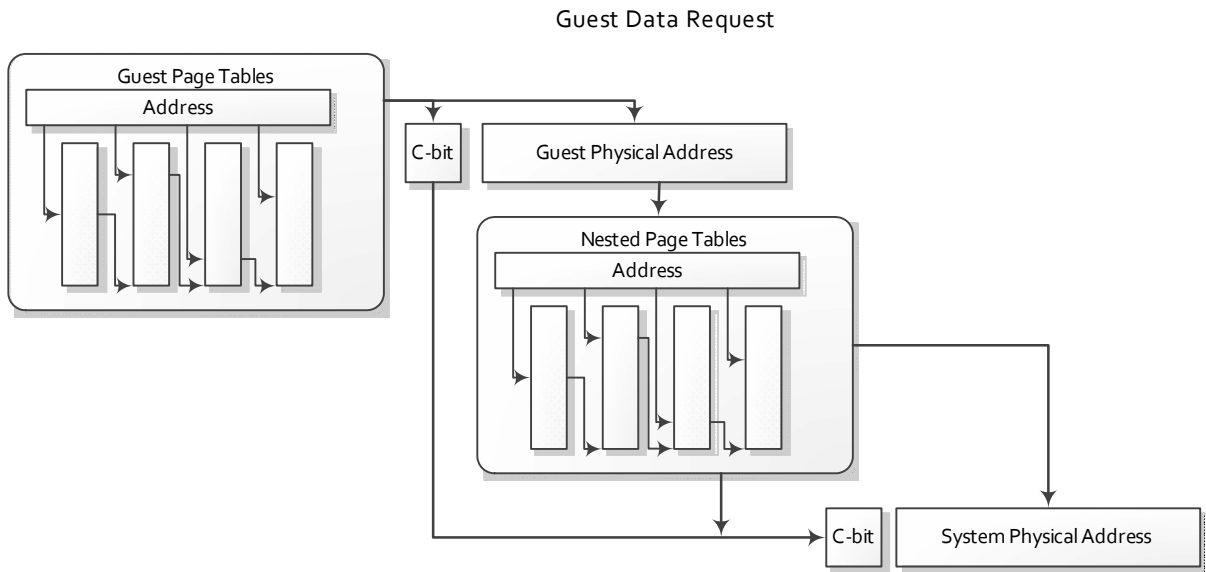 Guest Data Request
Guest Page Tables
Address
C-bit
Guest Physical Address
Nested Page Tables
Address
C-bit
System Physical Address